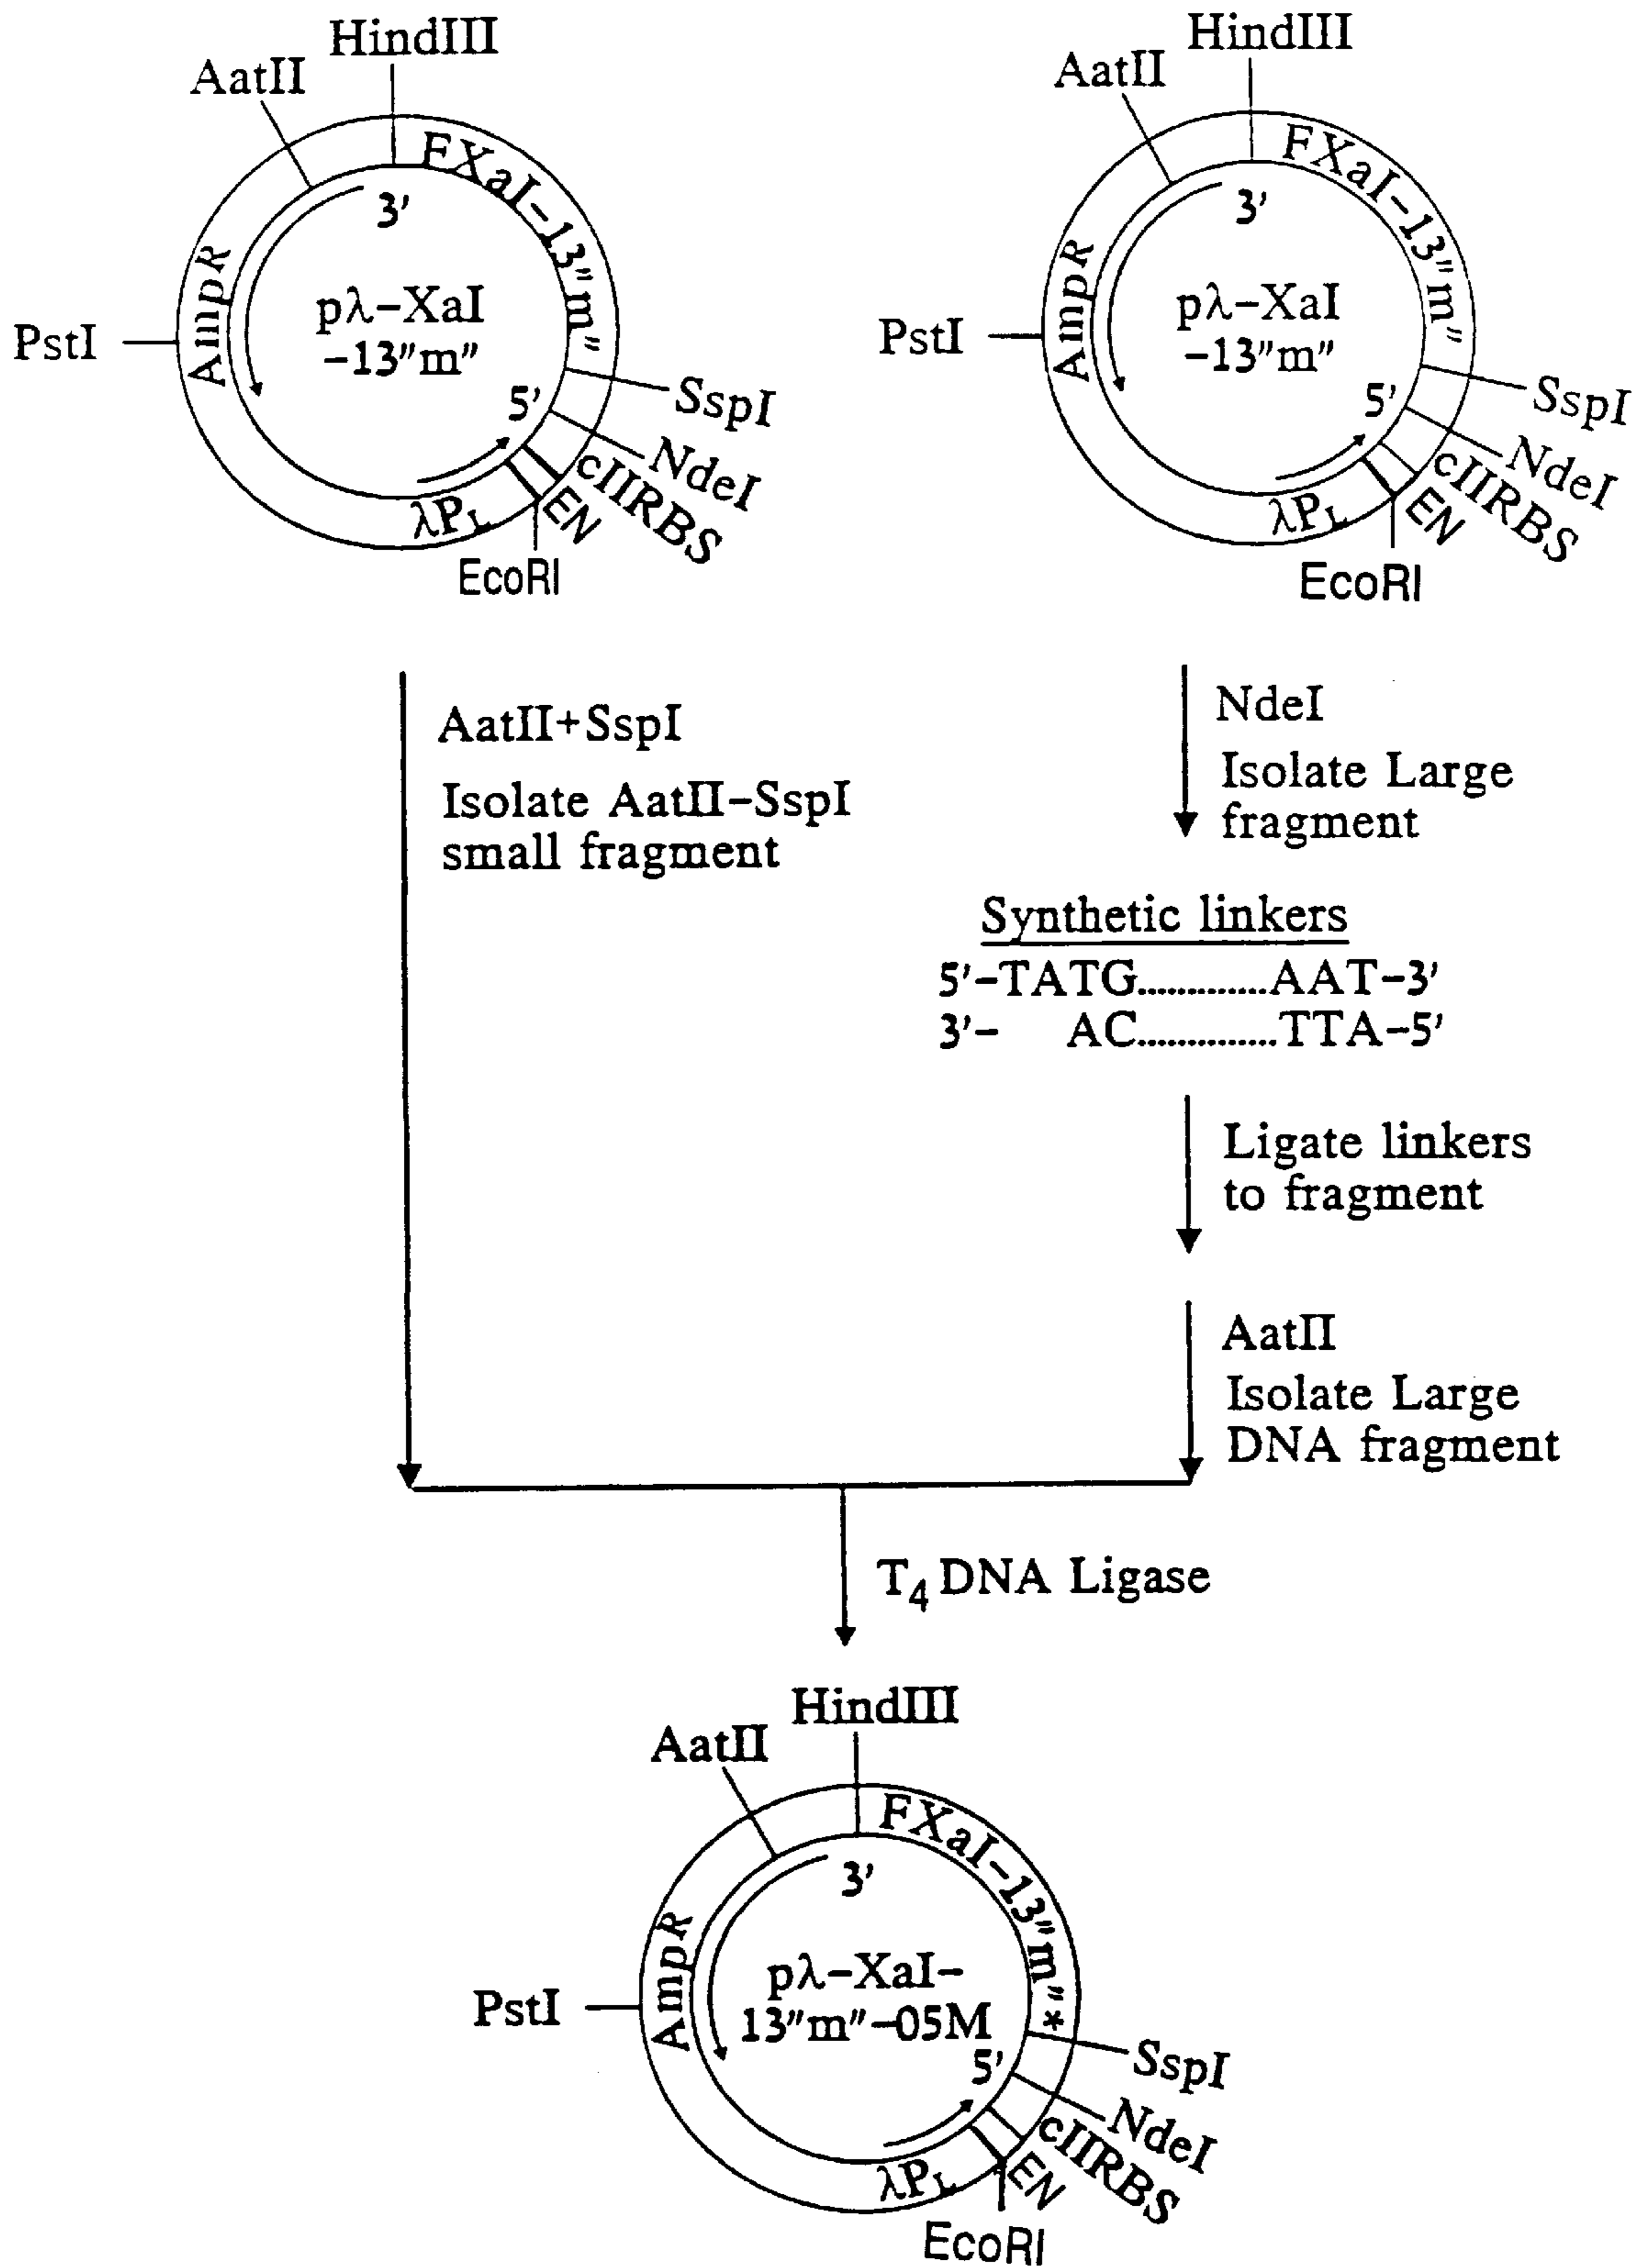 HindIII
AatII
FXaI-13"m"
3'
AmpR
pλ-XaI
-13"m"
PstI
SspI
5'
NdeI
cIIRBS
EN
λPL
EcoRI
HindIII
AatII
FXaI-13"m"
3'
AmpR
pλ-XaI
-13"m"
PstI
SspI
5'
NdeI
cIIRBS
EN
λPL
EcoRI
AatII+SspI
Isolate AatII-SspI
small fragment
NdeI
Isolate Large
fragment
Synthetic linkers
5'-TATG..............AAT-3'
3'- AC...............TTA-5'
Ligate linkers
to fragment
AatII
Isolate Large
DNA fragment
T4 DNA Ligase
HindIII
AatII
FXaI-13"m"*
3'
AmpR
pλ-XaI-
13"m"-05M
PstI
SspI
5'
NdeI
cIIRBS
EN
λPL
EcoRI